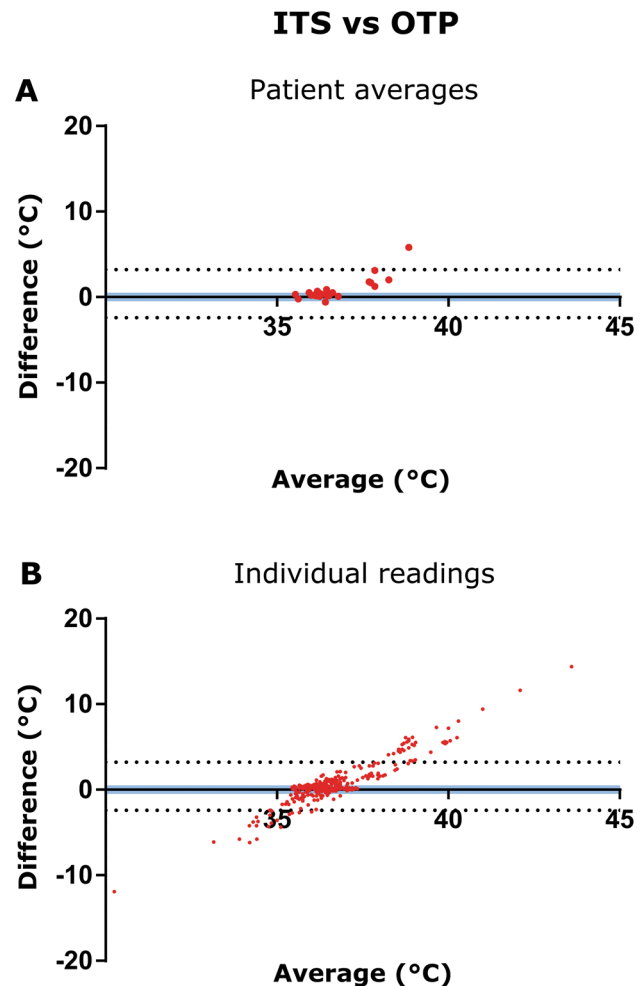 ITS vs OTP
A
Patient averages
20
10
0
-10
-20
35
40
45
Difference (°C)
Average (°C)
B
Individual readings
20
10
0
-10
-20
35
40
45
Difference (°C)
Average (°C)